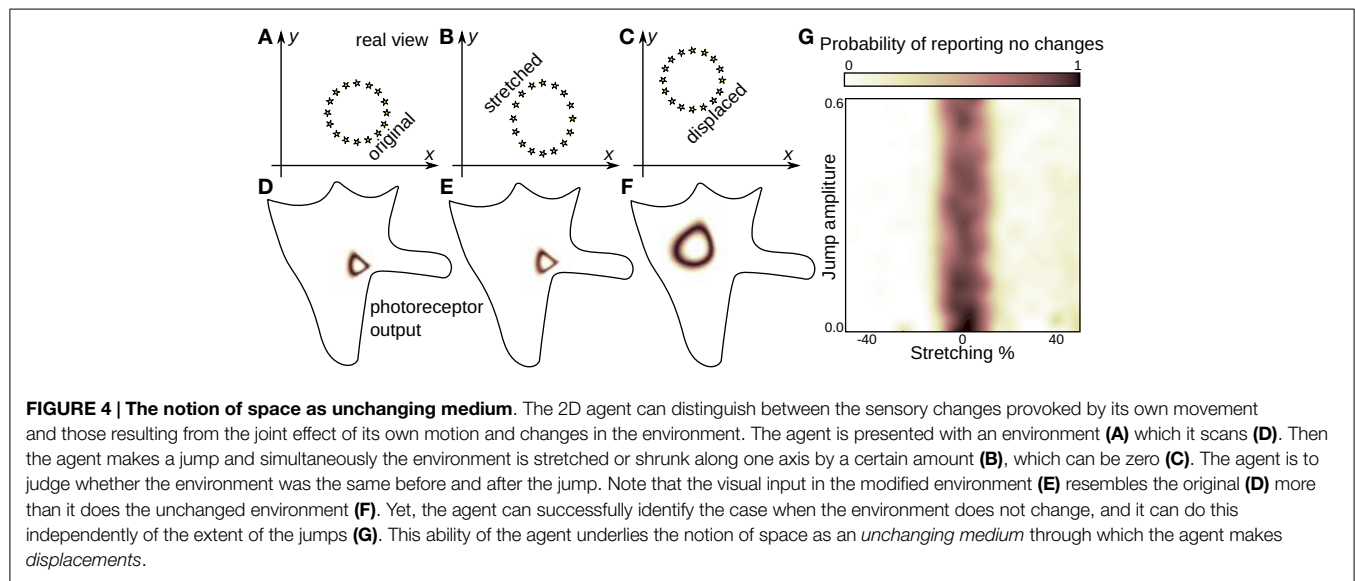 A y real view B y C y G Probability of reporting no changes
0 1
stretched
original
displaced
x x x
0.6
D E F
Jump ampliture
photoreceptor
output
0.0
-40 0 40
Stretching %
FIGURE 4 | The notion of space as unchanging medium. The 2D agent can distinguish between the sensory changes provoked by its own movement
and those resulting from the joint effect of its own motion and changes in the environment. The agent is presented with an environment (A) which it scans (D). Then
the agent makes a jump and simultaneously the environment is stretched or shrunk along one axis by a certain amount (B), which can be zero (C). The agent is to
judge whether the environment was the same before and after the jump. Note that the visual input in the modified environment (E) resembles the original (D) more
than it does the unchanged environment (F). Yet, the agent can successfully identify the case when the environment does not change, and it can do this
independently of the extent of the jumps (G). This ability of the agent underlies the notion of space as an unchanging medium through which the agent makes
displacements.